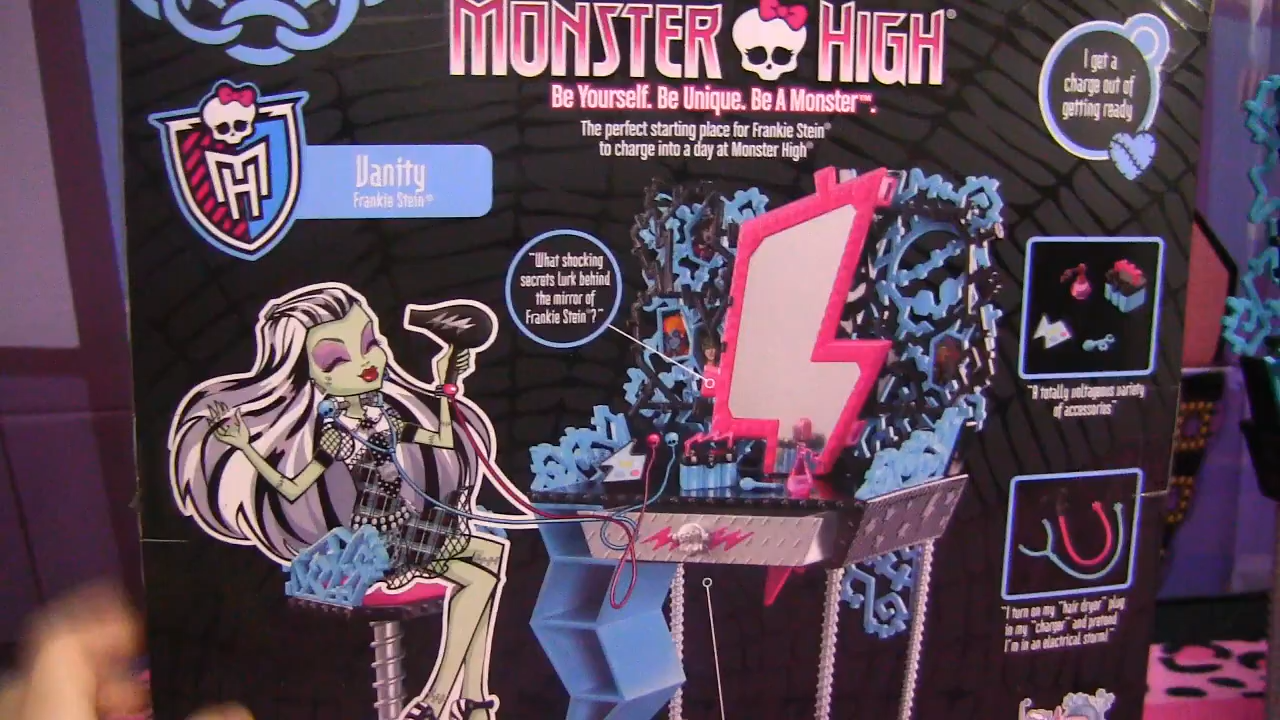 MONSTER HIGH®
Be Yourself. Be Unique. Be A Monster™.
The perfect starting place for Frankie Stein®
to charge into a day at Monster High®
I get a
charge out of
getting ready
MH
Vanity
Frankie Stein®
"What shocking
secrets lurk behind
the mirror of
Frankie Stein®?"
"A totally voltageous variety
of accessories"
"I turn on my "hair dryer" plug
in my "charger" and pretend
I'm in an electrical storm!"